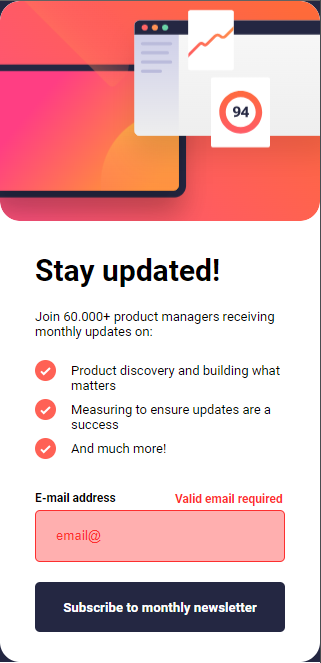 94
Stay updated!
Join 60.000+ product managers receiving
monthly updates on:
Product discovery and building what
matters
Measuring to ensure updates are a
success
And much more!
E-mail address Valid email required
email@
Subscribe to monthly newsletter